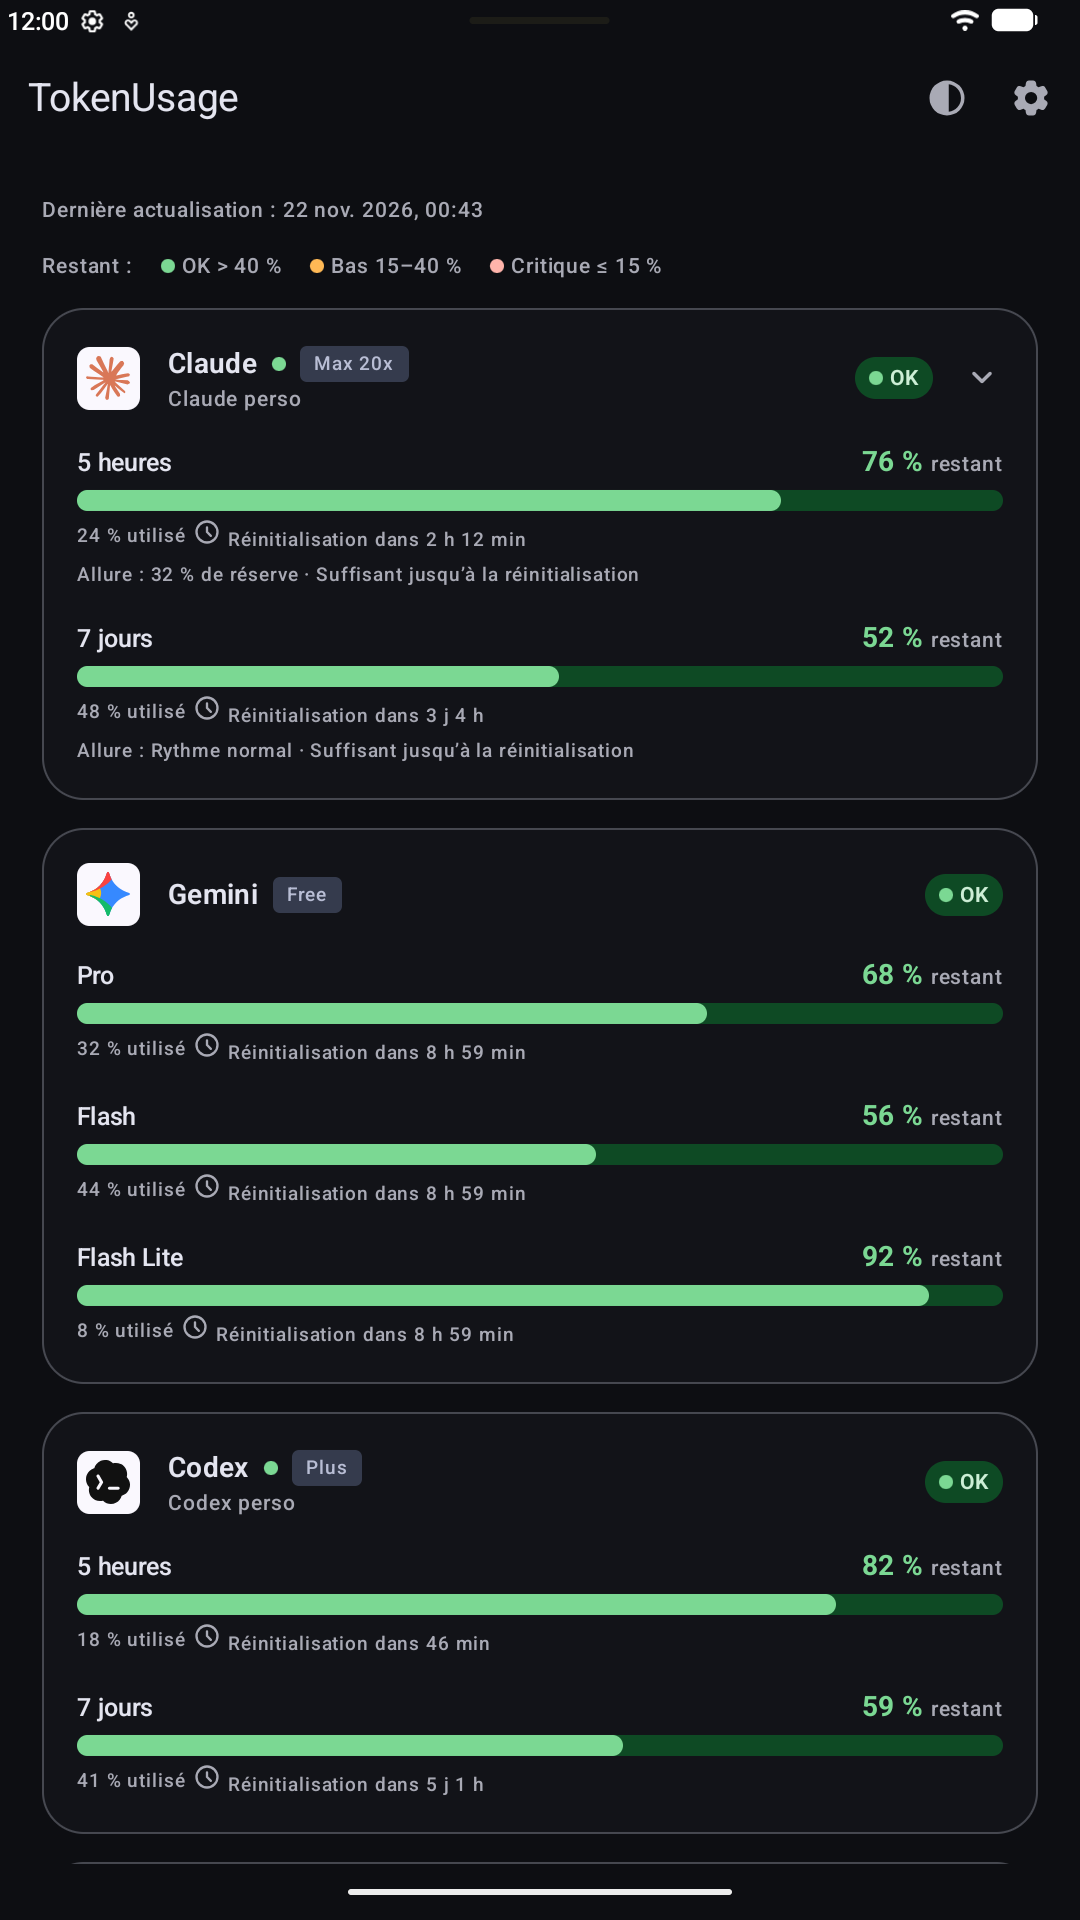 12:00
TokenUsage
Dernière actualisation : 22 nov. 2026, 00:43
Restant : OK > 40 % Bas 15–40 % Critique ≤ 15 %
Claude Max 20x
Claude perso
OK
5 heures 76 % restant
24 % utilisé Réinitialisation dans 2 h 12 min
Allure : 32 % de réserve · Suffisant jusqu’à la réinitialisation
7 jours 52 % restant
48 % utilisé Réinitialisation dans 3 j 4 h
Allure : Rythme normal · Suffisant jusqu’à la réinitialisation
Gemini Free OK
Pro 68 % restant
32 % utilisé Réinitialisation dans 8 h 59 min
Flash 56 % restant
44 % utilisé Réinitialisation dans 8 h 59 min
Flash Lite 92 % restant
8 % utilisé Réinitialisation dans 8 h 59 min
Codex Plus
Codex perso
OK
5 heures 82 % restant
18 % utilisé Réinitialisation dans 46 min
7 jours 59 % restant
41 % utilisé Réinitialisation dans 5 j 1 h